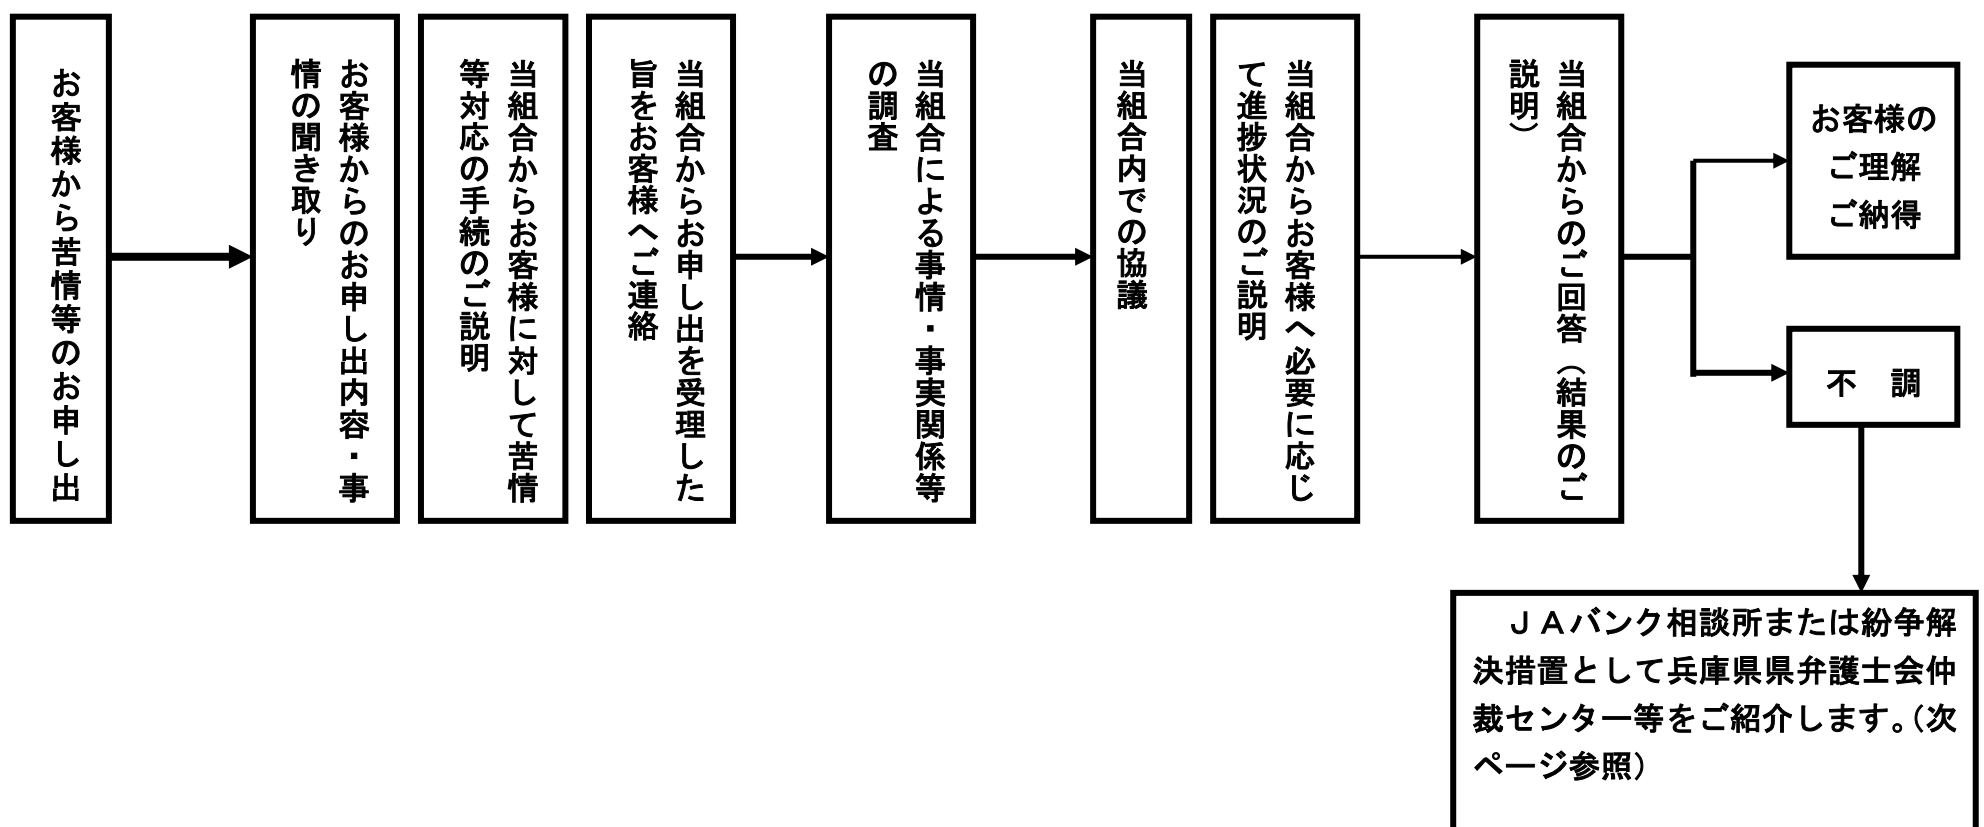 お客様から苦情等のお申し出
お客様からのお申し出内容・事
情の聞き取り
当組合からお客様に対して苦情
等対応の手続のご説明
当組合からお申し出を受理した
旨をお客様へご連絡
当組合による事情・事実関係等
の調査
当組合内での協議
当組合からお客様へ必要に応じ
て進捗状況のご説明
当組合からのご回答（結果のご
説明）
お客様の
ご理解
ご納得
不　調
ＪＡバンク相談所または紛争解
決措置として兵庫県県弁護士会仲
裁センター等をご紹介します。（次
ページ参照）